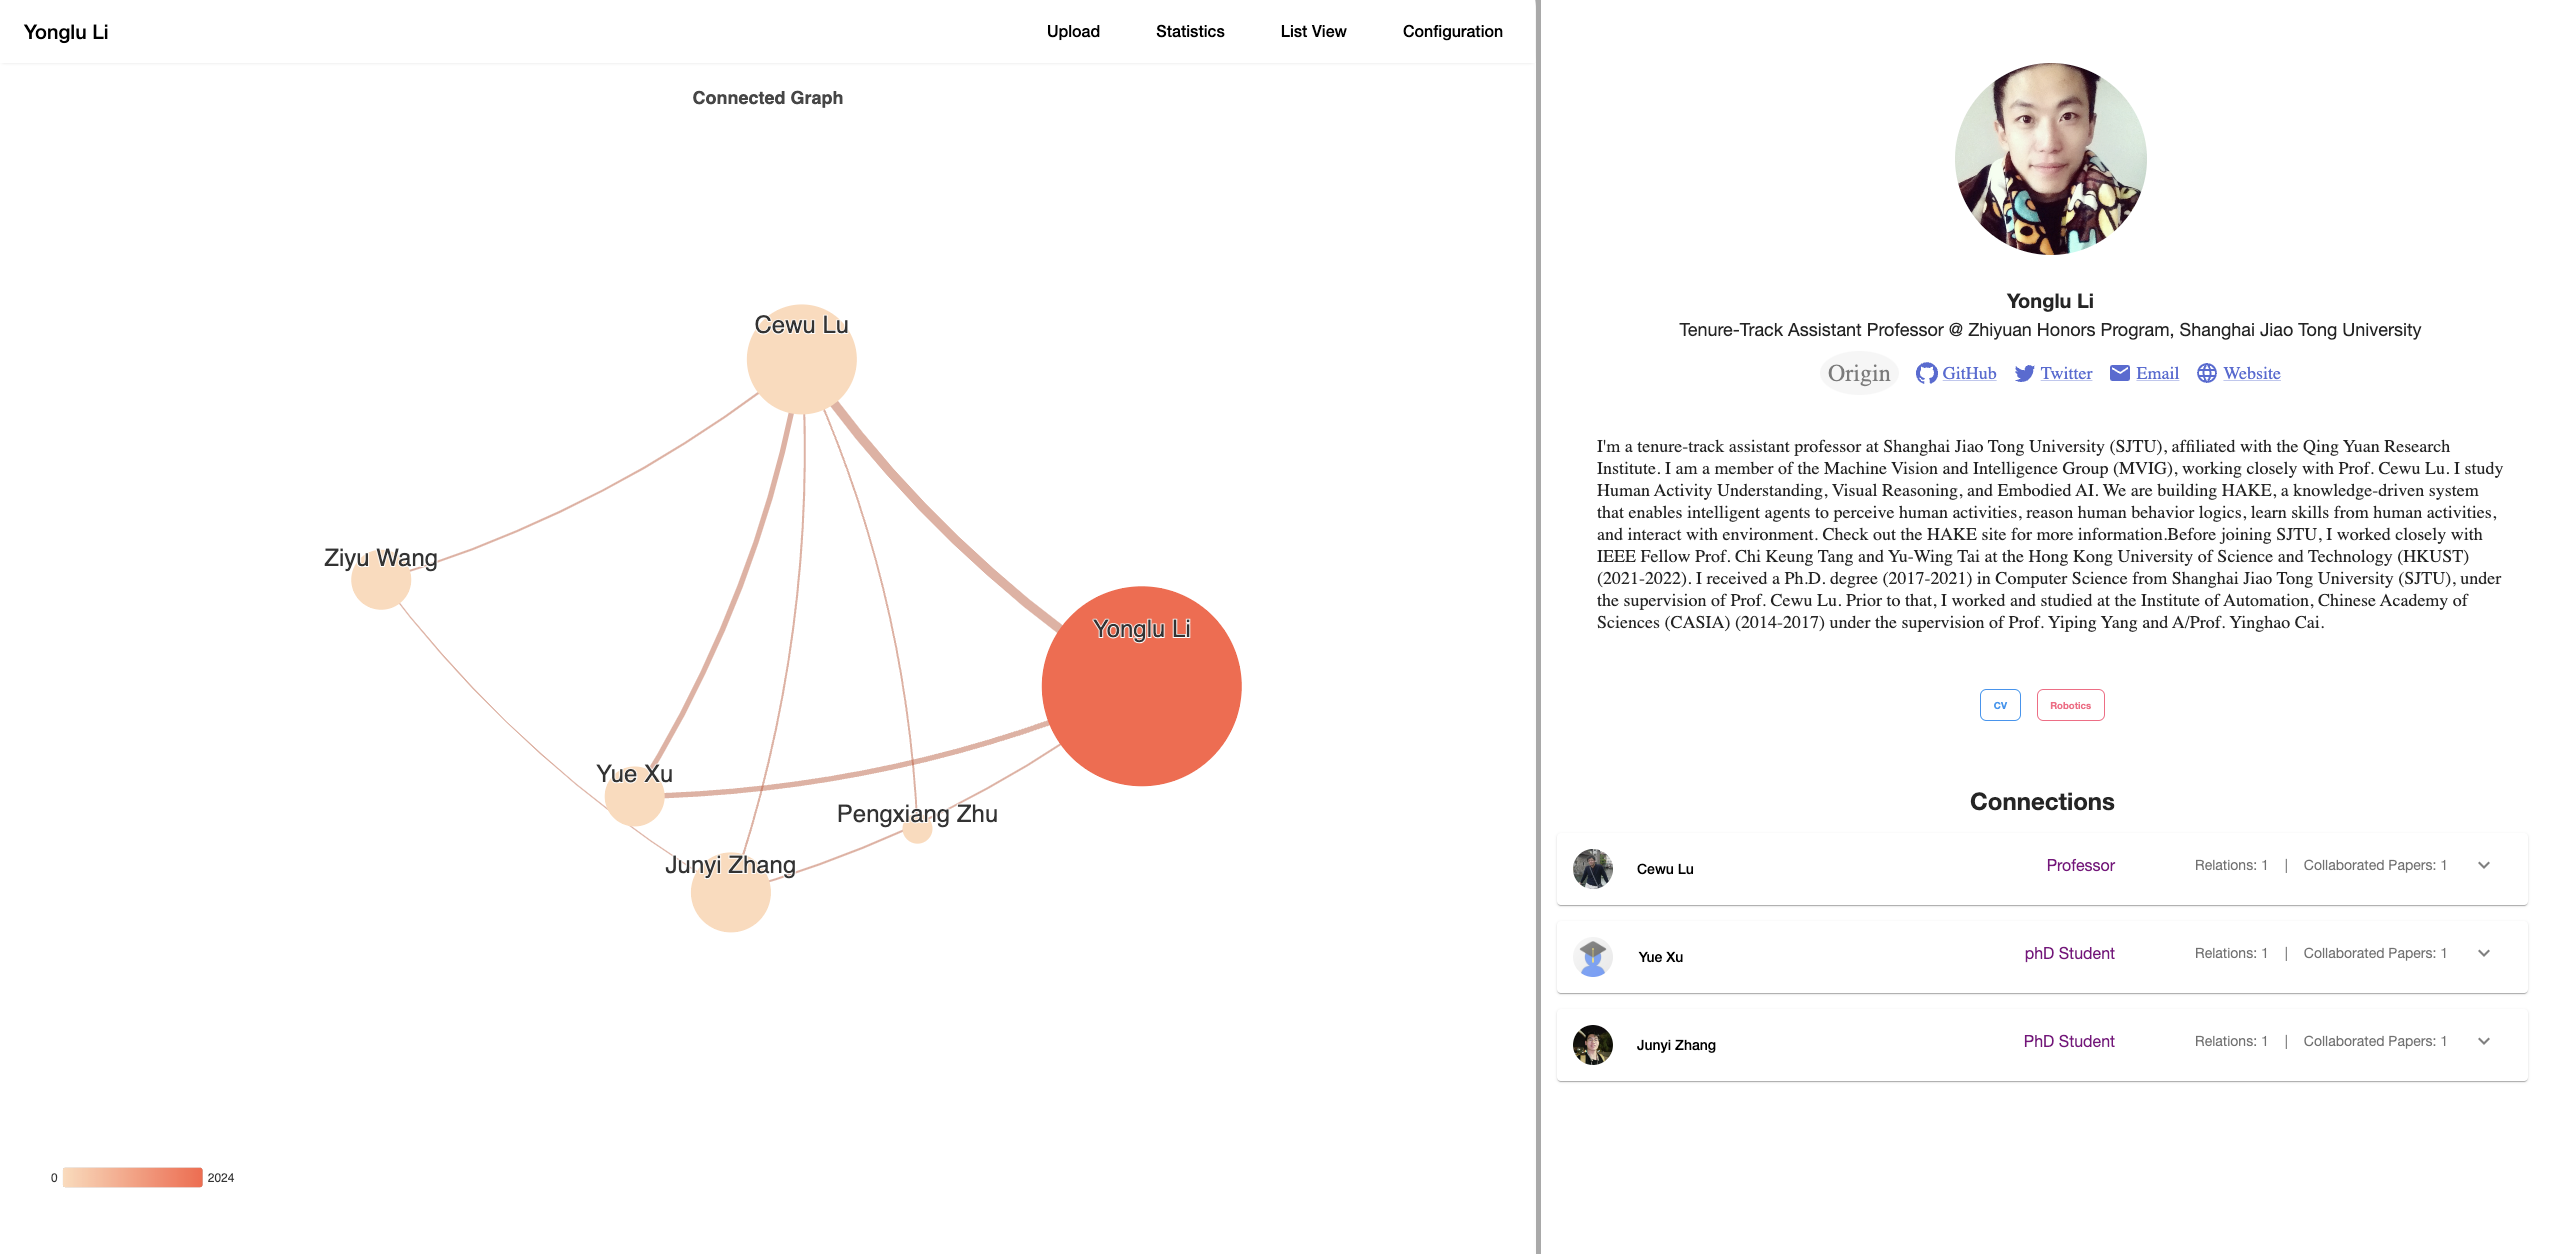 Yonglu Li
Upload
Statistics
List View
Configuration
Connected Graph
Cewu Lu
Ziyu Wang
Yonglu Li
Yue Xu
Pengxiang Zhu
Junyi Zhang
0
2024
Yonglu Li
Tenure-Track Assistant Professor @ Zhiyuan Honors Program, Shanghai Jiao Tong University
Origin GitHub Twitter Email Website
I'm a tenure-track assistant professor at Shanghai Jiao Tong University (SJTU), affiliated with the Qing Yuan Research
Institute. I am a member of the Machine Vision and Intelligence Group (MVIG), working closely with Prof. Cewu Lu. I study
Human Activity Understanding, Visual Reasoning, and Embodied AI. We are building HAKE, a knowledge-driven system
that enables intelligent agents to perceive human activities, reason human behavior logics, learn skills from human activities,
and interact with environment. Check out the HAKE site for more information.Before joining SJTU, I worked closely with
IEEE Fellow Prof. Chi Keung Tang and Yu-Wing Tai at the Hong Kong University of Science and Technology (HKUST)
(2021-2022). I received a Ph.D. degree (2017-2021) in Computer Science from Shanghai Jiao Tong University (SJTU), under
the supervision of Prof. Cewu Lu. Prior to that, I worked and studied at the Institute of Automation, Chinese Academy of
Sciences (CASIA) (2014-2017) under the supervision of Prof. Yiping Yang and A/Prof. Yinghao Cai.
CV
Robotics
Connections
Cewu Lu Professor Relations: 1 | Collaborated Papers: 1
Yue Xu phD Student Relations: 1 | Collaborated Papers: 1
Junyi Zhang PhD Student Relations: 1 | Collaborated Papers: 1